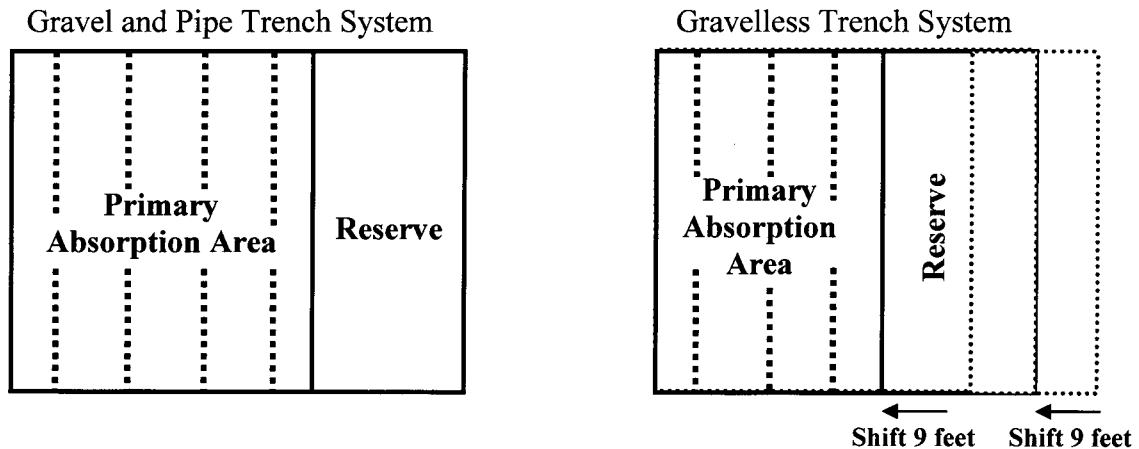 Gravel and Pipe Trench System
Gravelless Trench System
Primary
Absorption Area
Reserve
Primary
Absorption
Area
Reserve
Shift 9 feet
Shift 9 feet